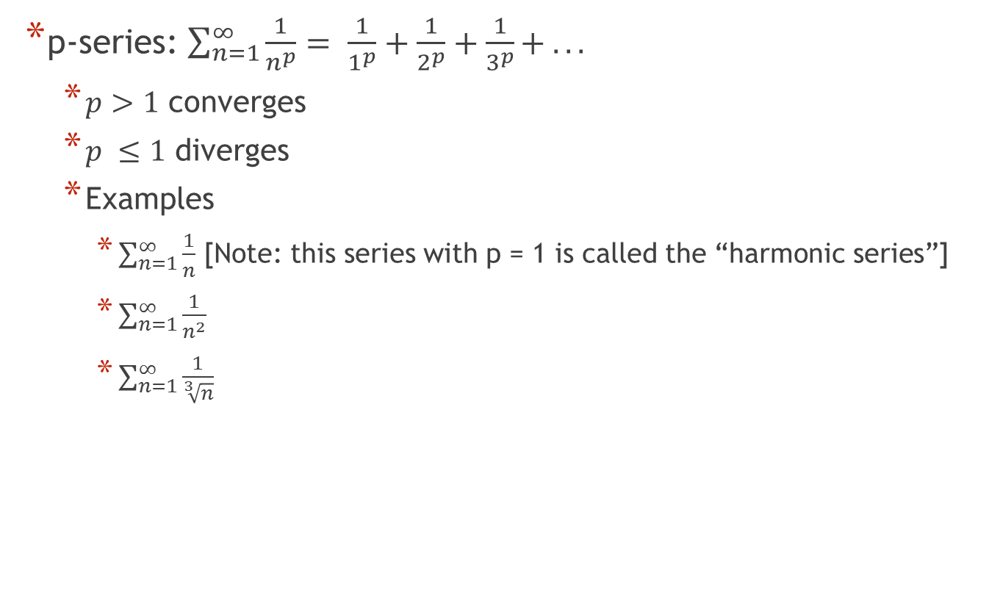 * p-series: $\sum_{n=1}^{\infty} \frac{1}{n^p} = \frac{1}{1^p} + \frac{1}{2^p} + \frac{1}{3^p} + \ldots$
* $p > 1$ converges
* $p \leq 1$ diverges
* Examples
* $\sum_{n=1}^{\infty} \frac{1}{n}$ [Note: this series with p = 1 is called the “harmonic series”]
* $\sum_{n=1}^{\infty} \frac{1}{n^2}$
* $\sum_{n=1}^{\infty} \frac{1}{\sqrt[3]{n}}$